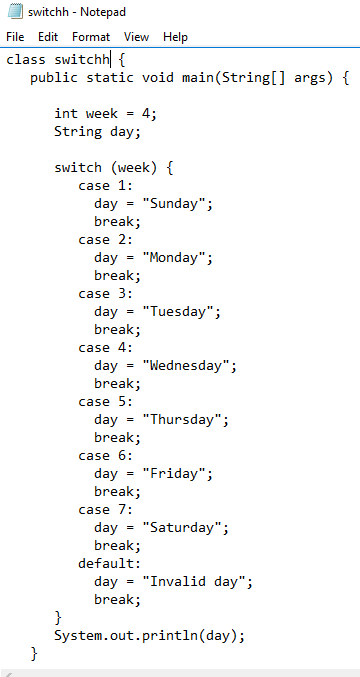 switchh - Notepad
File Edit Format View Help
class switchh {
   public static void main(String[] args) {

      int week = 4;
      String day;

      switch (week) {
         case 1:
           day = "Sunday";
           break;
         case 2:
           day = "Monday";
           break;
         case 3:
           day = "Tuesday";
           break;
         case 4:
           day = "Wednesday";
           break;
         case 5:
           day = "Thursday";
           break;
         case 6:
           day = "Friday";
           break;
         case 7:
           day = "Saturday";
           break;
         default:
           day = "Invalid day";
           break;
      }
      System.out.println(day);
   }